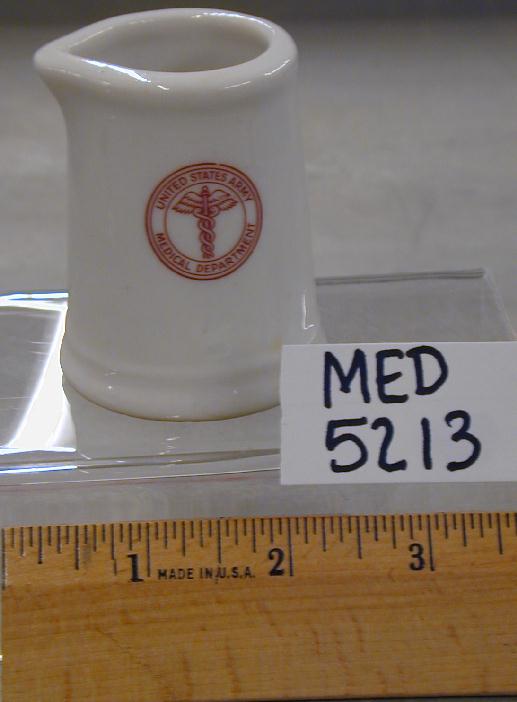 UNITED STATES ARMY
MEDICAL DEPARTMENT
MED
5213
1 2 3
MADE IN U.S.A.